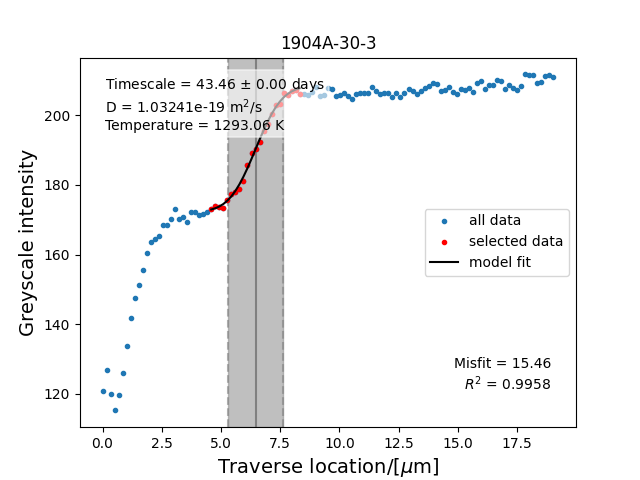 1904A-30-3
Timescale = 43.46 ± 0.00 days
D = 1.03241e-19 m²/s
Temperature = 1293.06 K
Greyscale intensity
200
180
160
140
120
all data
selected data
model fit
Misfit = 15.46
R² = 0.9958
0.0 2.5 5.0 7.5 10.0 12.5 15.0 17.5
Traverse location/[μm]